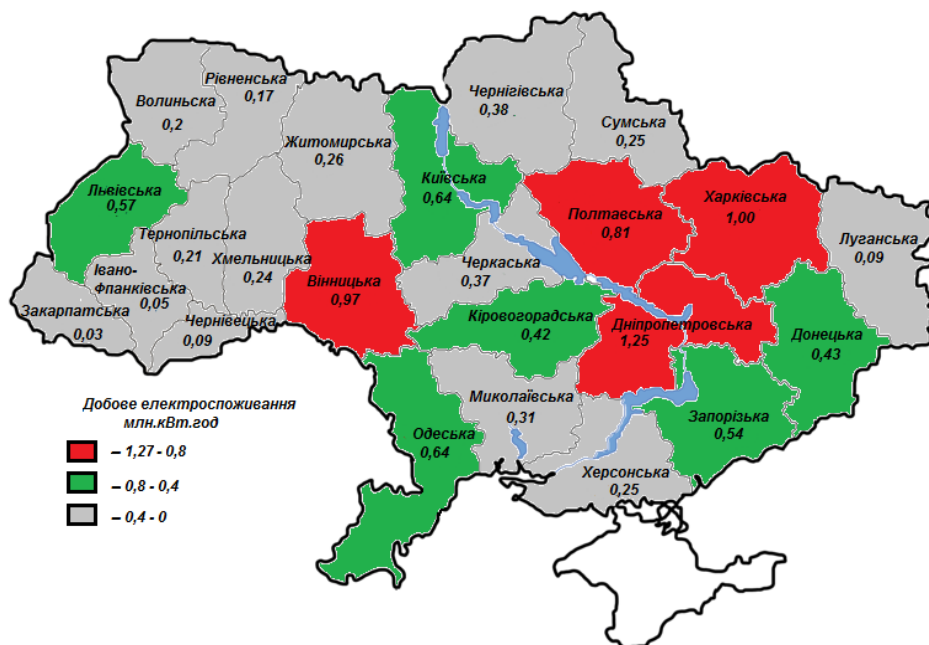 Рівненська
0,17
Волиньска
0,2
Чернігівська
0,38
Сумська
0,25
Житомирська
0,26
Київська
0,64
Львівська
0,57
Полтавська
0,81
Харківська
1,00
Луганська
0,09
Тернопільська
0,21
Хмельницька
0,24
Вінницька
0,97
Черкаська
0,37
Івано-
Фпанківська
0,05
Закарпатська
0,03
Чернівецька
0,09
Кіровогорадська
0,42
Дніпропетровська
1,25
Донецька
0,43
Миколаївська
0,31
Запорізька
0,54
Одеська
0,64
Херсонська
0,25
Добове електроспоживання
млн.кВт.год
– 1,27 - 0,8
– 0,8 - 0,4
– 0,4 - 0